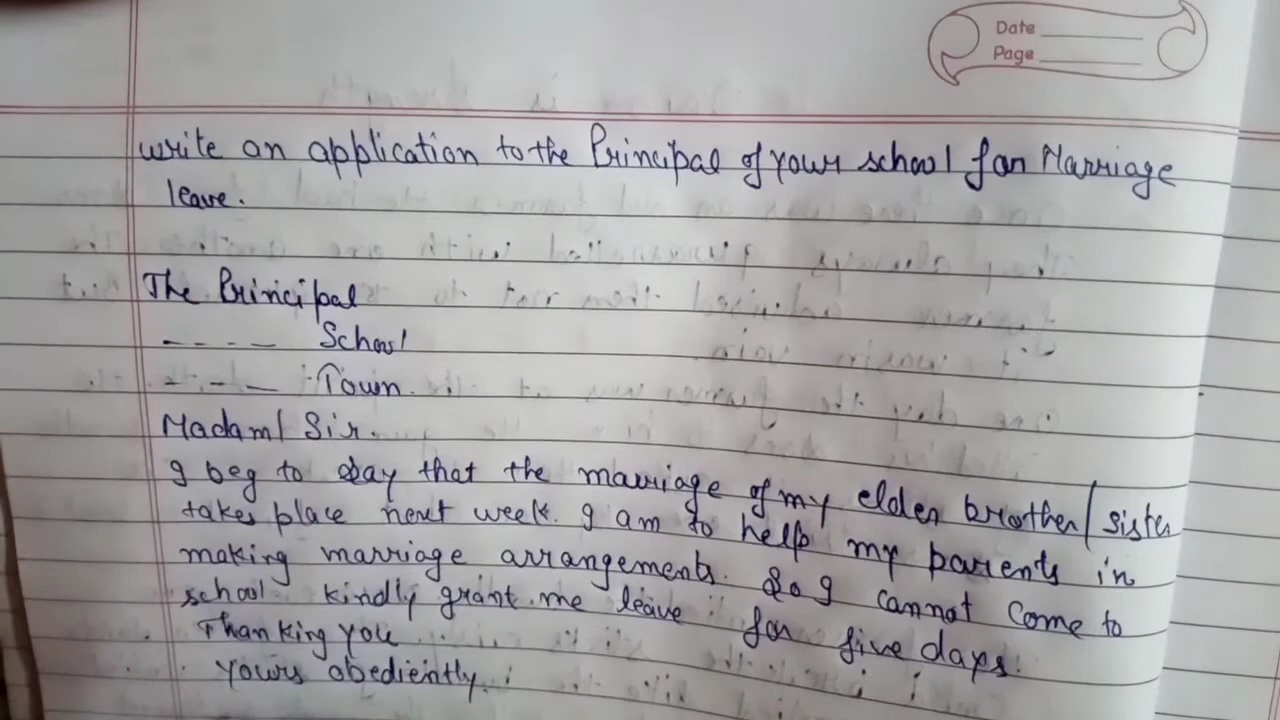 Date
Page
write an application to the Principal of your school for Marriage
leave.
The Principal
---- School
---- Town.
Madam/ Sir.
I beg to say that the marriage of my elder brother/sister
takes place next week. I am to help my parents in
making marriage arrangements. So I cannot come to
school. kindly grant me leave for five days.
Thanking you
yours obediently.